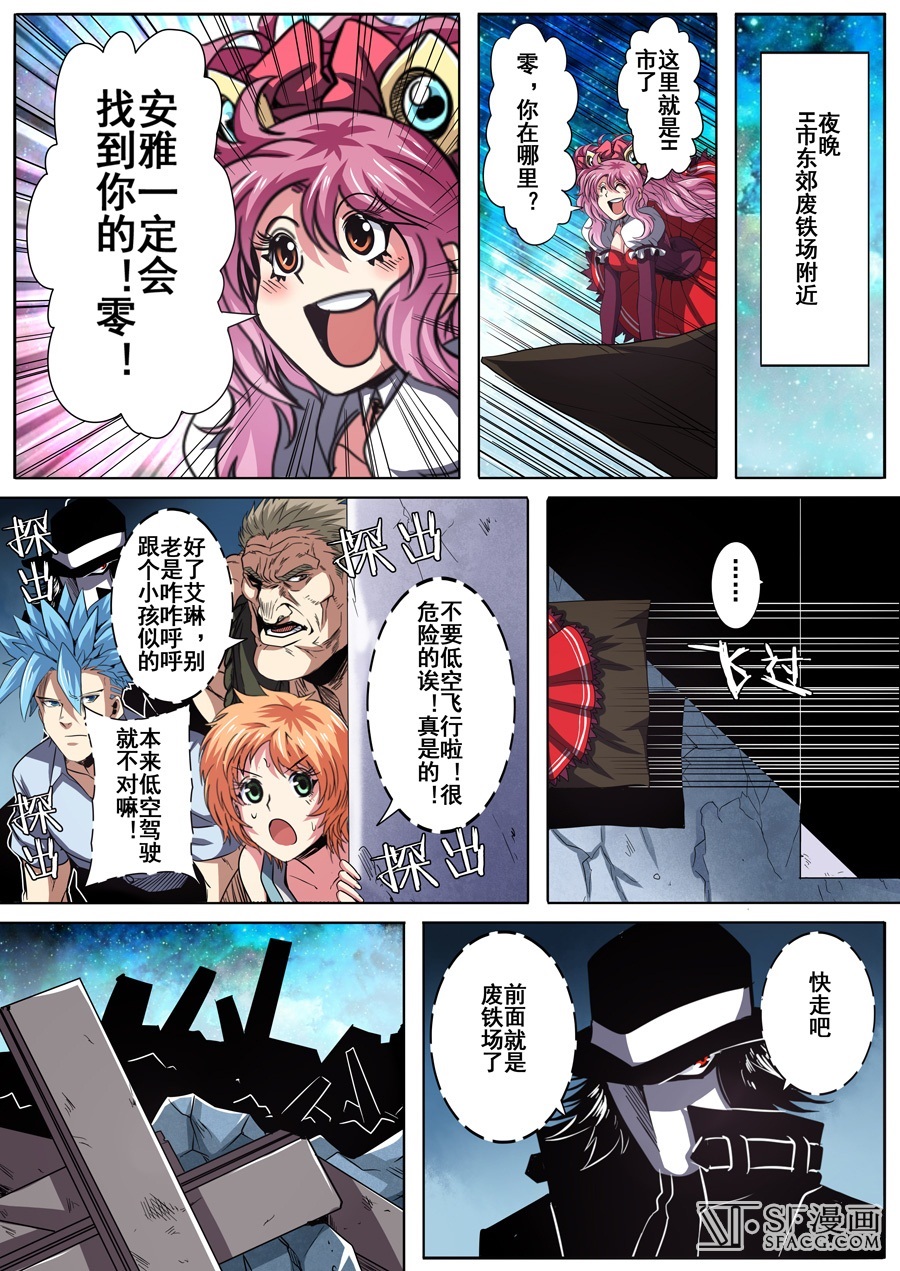 夜晚
H市东郊废铁场附近
这里就是H
市了
零，你在哪里？
安雅一定会
找到你的！零！
……
飞过
不要低空飞行啦！很
危险的诶！真是的！
探出
好了艾琳，别
老是咋咋呼呼
跟个小孩似的
探出
本来低空驾驶
就不对嘛！
探出
探出
快走吧
前面就是
废铁场了
SF漫画
SFACG.COM